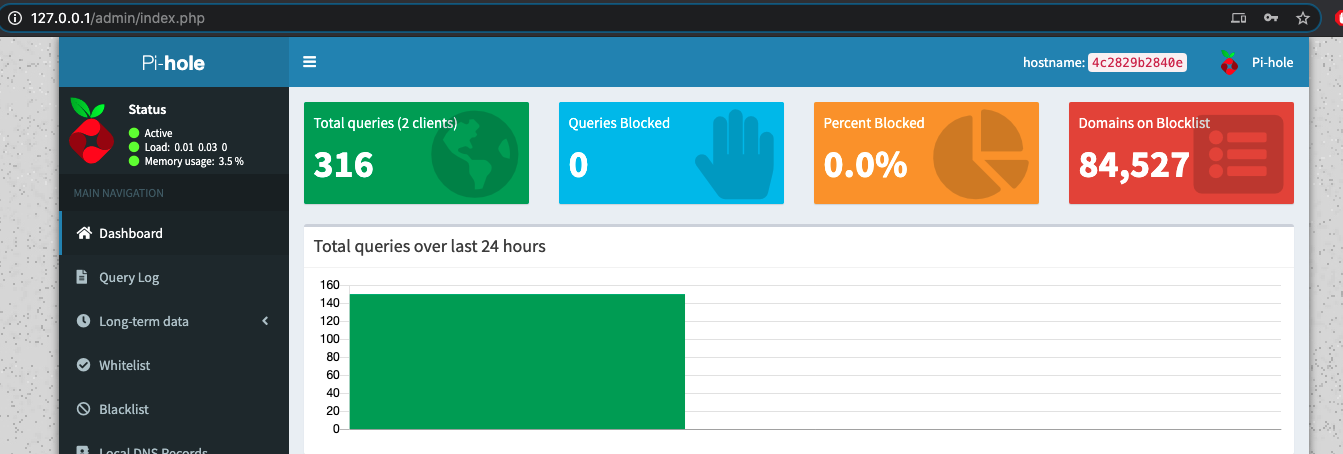 127.0.0.1/admin/index.php
Pi-hole
hostname: 4c2829b2840e
Pi-hole
Status
Active
Load: 0.01 0.03 0
Memory usage: 3.5 %
MAIN NAVIGATION
Dashboard
Query Log
Long-term data
Whitelist
Blacklist
Local DNS Records
Total queries (2 clients)
316
Queries Blocked
0
Percent Blocked
0.0%
Domains on Blocklist
84,527
Total queries over last 24 hours
160
140
120
100
80
60
40
20
0